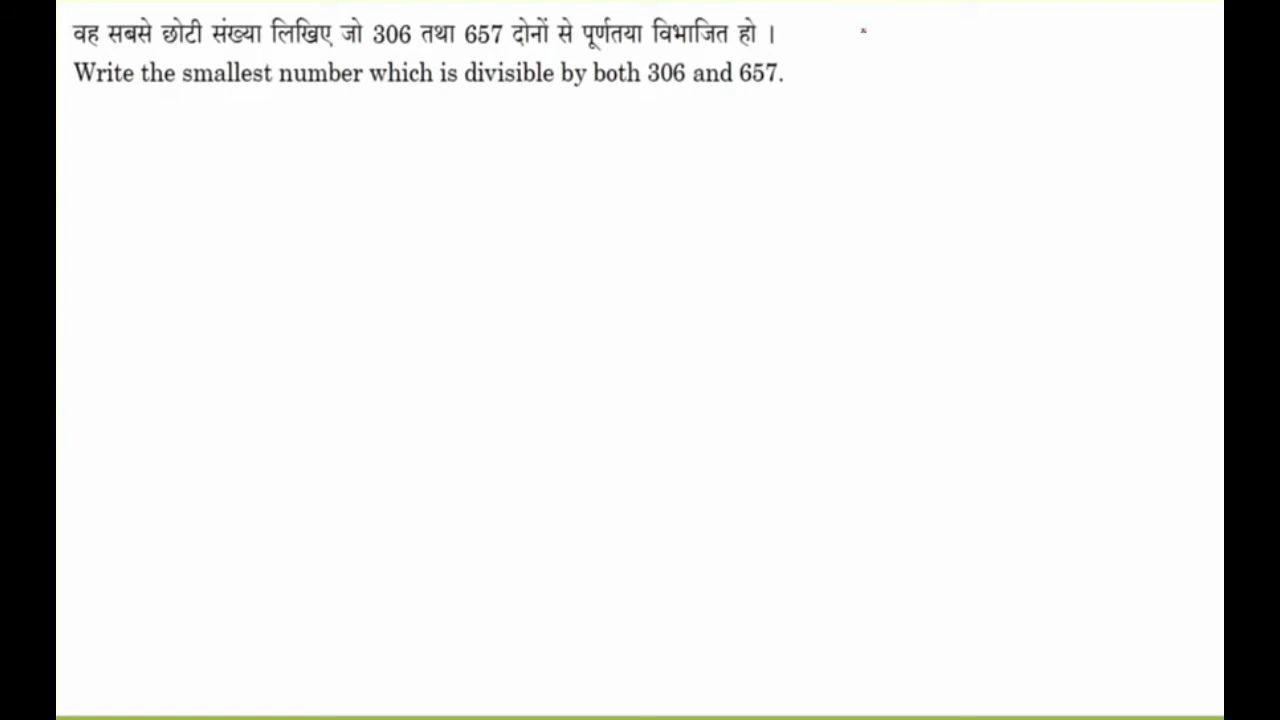 वह सबसे छोटी संख्या लिखिए जो 306 तथा 657 दोनों से पूर्णतया विभाजित हो ।
Write the smallest number which is divisible by both 306 and 657.